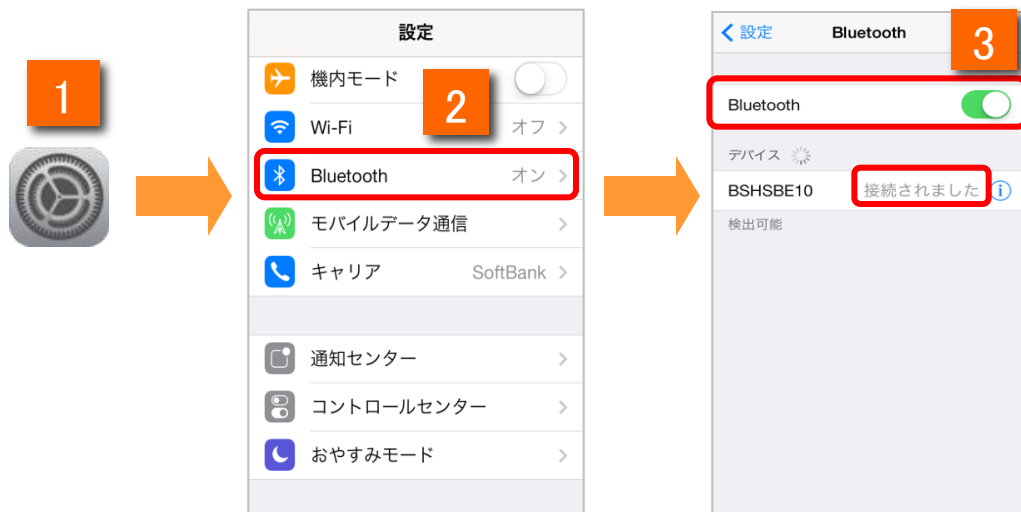 1
設定
機内モード
2
Wi-Fi オフ
Bluetooth オン
モバイルデータ通信
キャリア SoftBank
通知センター
コントロールセンター
おやすみモード
設定 Bluetooth
3
Bluetooth
デバイス
BSHSBE10 接続されました
検出可能